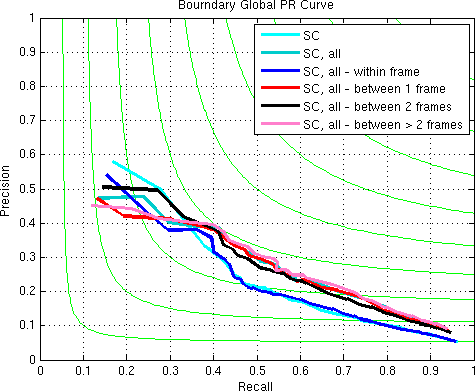 Bourndary Global PR Curve
SC
SC, all
SC, all - within frame
SC, all - between 1 frame
SC, all - between 2 frames
SC, all - between > 2 frames
Precision
1
0.9
0.8
0.7
0.6
0.5
0.4
0.3
0.2
0.1
0
0 0.1 0.2 0.3 0.4 0.5 0.6 0.7 0.8 0.9
Recall